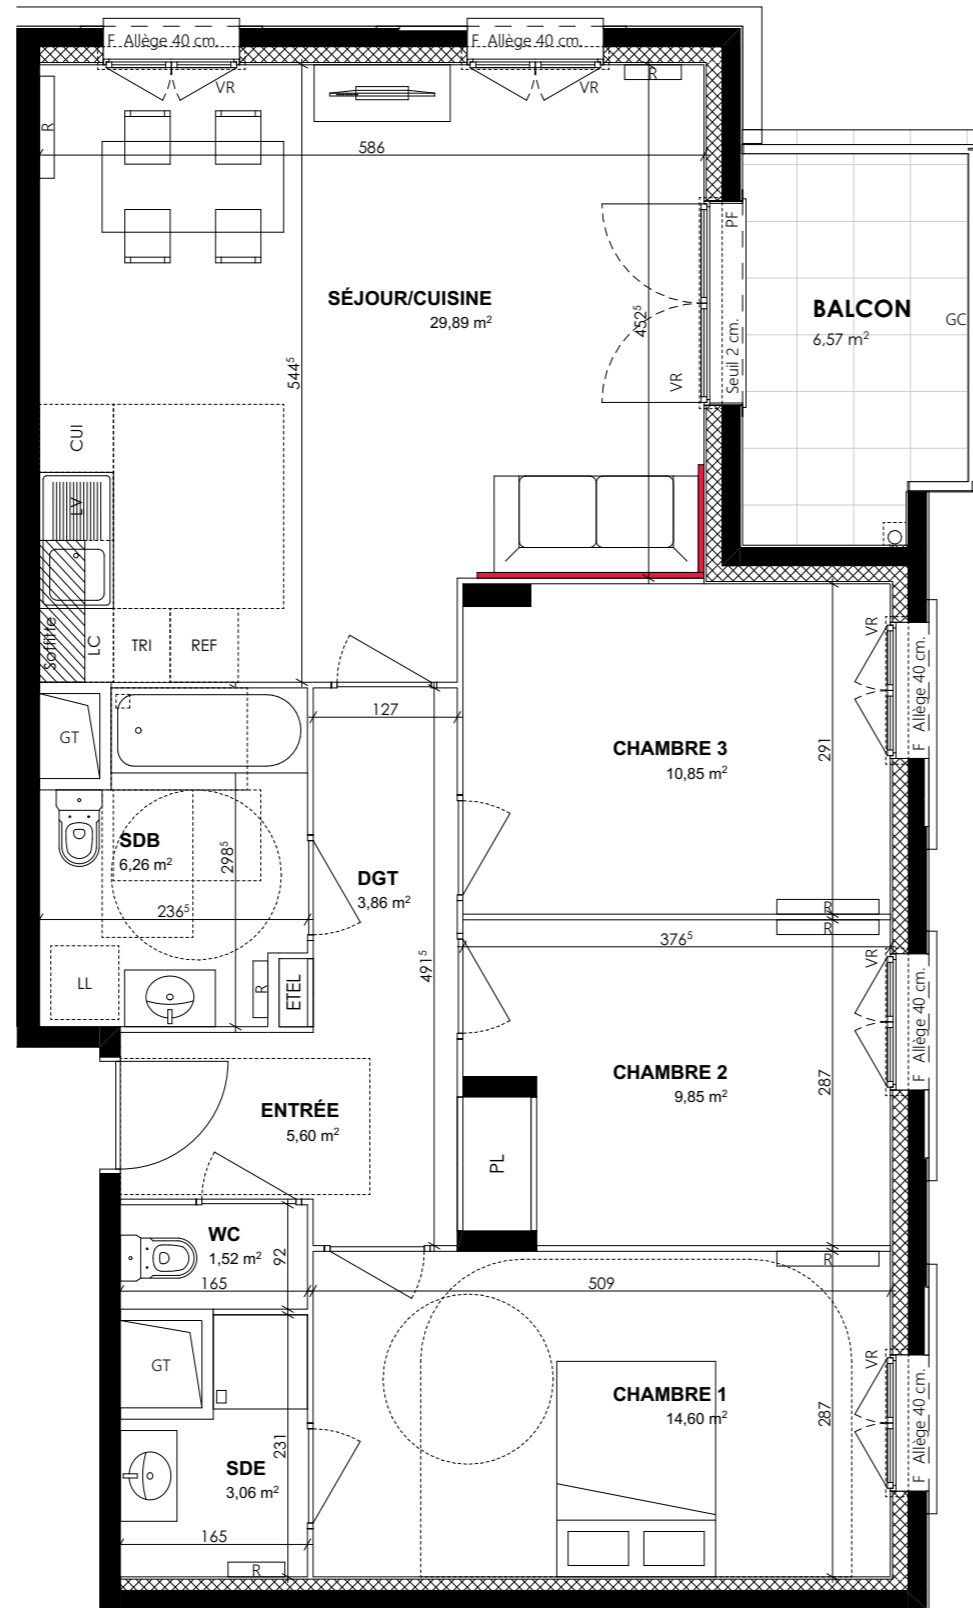 F Allège 40 cm.
F Allège 40 cm.
VR
VR
R
R
586
SÉJOUR/CUISINE
29,89 m²
452⁵
544⁵
PF
Seuil 2 cm.
VR
BALCON
6,57 m²
GC
CUI
LV
Soffitte
LC
TRI
REF
127
GT
SDB
6,26 m²
298⁵
236⁵
LL
R
ETEL
DGT
3,86 m²
491⁵
CHAMBRE 3
10,85 m²
291
VR
F Allège 40 cm.
R
R
376⁵
VR
F Allège 40 cm.
CHAMBRE 2
9,85 m²
287
PL
ENTRÉE
5,60 m²
WC
1,52 m²
92
165
509
R
GT
CHAMBRE 1
14,60 m²
287
VR
F Allège 40 cm.
SDE
3,06 m²
231
165
R